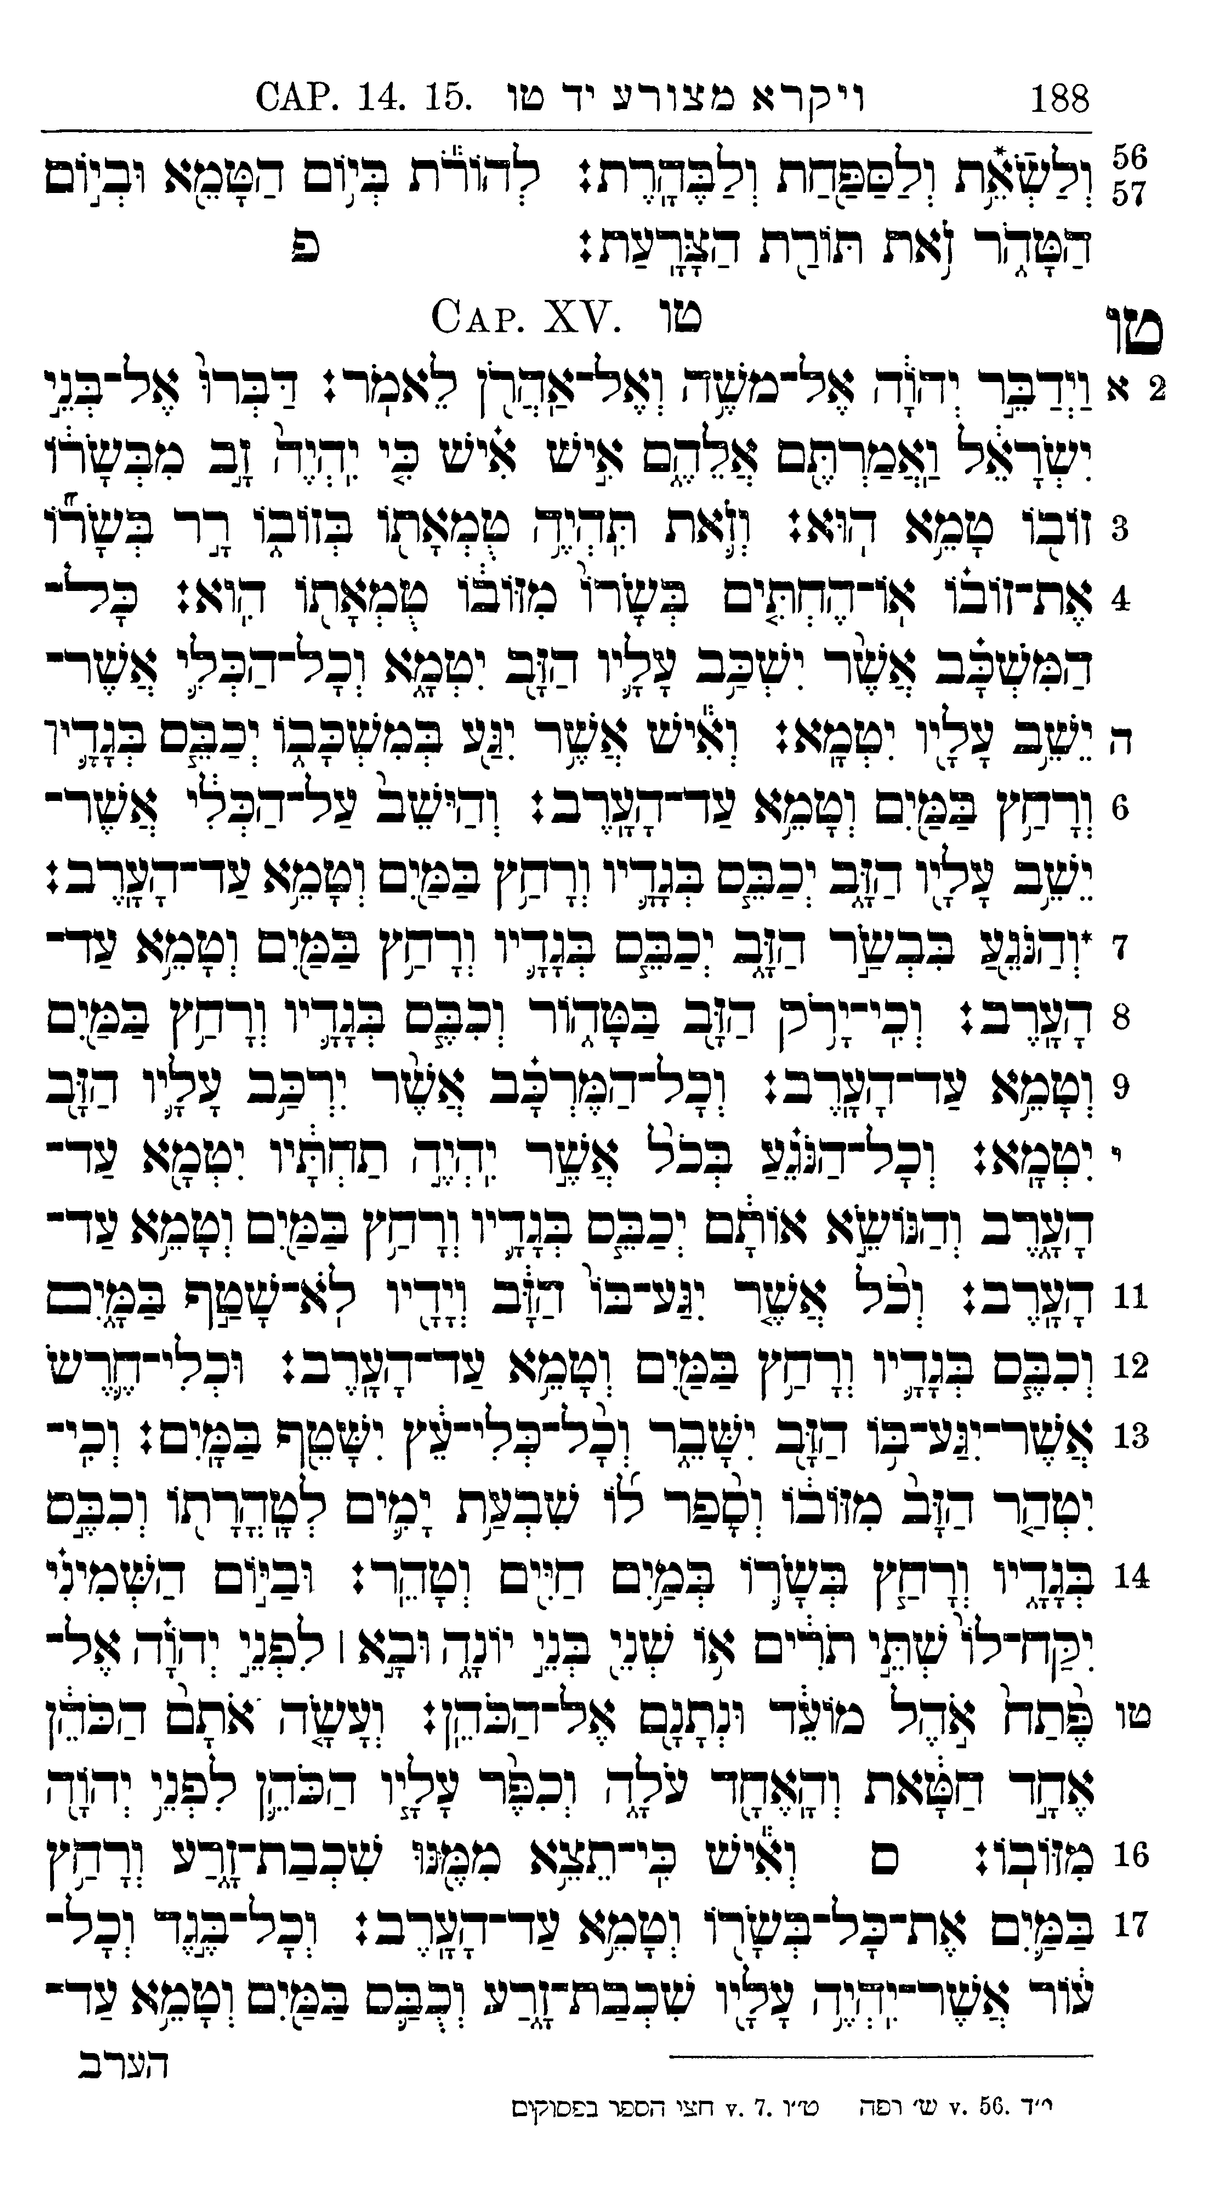 188 ויקרא מצורע יד טו CAP. 14. 15.
56 57 וְלַשְׂאֵ֥ת וְלַסַּפַּ֖חַת וְלַבֶּהָֽרֶת׃ לְהוֹרֹ֕ת בְּי֥וֹם הַטָּמֵ֖א וּבְי֣וֹם
הַטָּהֹ֑ר זֹ֥את תּוֹרַ֖ת הַצָּרָֽעַת׃ פ
טו CAP. XV. טו
א 2 וַיְדַבֵּ֣ר יְהוָ֔ה אֶל־מֹשֶׁ֥ה וְאֶֽל־אַהֲרֹ֖ן לֵאמֹֽר׃ דַּבְּרוּ֙ אֶל־בְּנֵ֣י
יִשְׂרָאֵ֔ל וַאֲמַרְתֶּ֖ם אֲלֵהֶ֑ם אִ֣ישׁ אִ֗ישׁ כִּ֤י יִֽהְיֶה֙ זָ֣ב מִבְּשָׂר֔וֹ
3 זוֹב֖וֹ טָמֵ֥א הֽוּא׃ וְזֹ֛את תִּֽהְיֶ֥ה טֻמְאָת֖וֹ בְּזוֹב֑וֹ רָ֣ר בְּשָׂר֞וֹ
4 אֶת־זוֹב֗וֹ אֽוֹ־הֶחְתִּ֤ים בְּשָׂרוֹ֙ מִזּוֹב֔וֹ טֻמְאָת֖וֹ הִֽוא׃ כָּל־
הַמִּשְׁכָּ֗ב אֲשֶׁ֨ר יִשְׁכַּ֥ב עָלָ֛יו הַזָּ֖ב יִטְמָ֑א וְכָֽל־הַכְּלִ֛י אֲשֶׁר־
ה יֵשֵׁ֥ב עָלָ֖יו יִטְמָֽא׃ וְאִ֕ישׁ אֲשֶׁ֥ר יִגַּ֖ע בְּמִשְׁכָּב֑וֹ יְכַבֵּ֧ס בְּגָדָ֛יו
6 וְרָחַ֥ץ בַּמַּ֖יִם וְטָמֵ֥א עַד־הָעָֽרֶב׃ וְהַיֹּשֵׁב֙ עַֽל־הַכְּלִ֔י אֲשֶׁר־
יֵשֵׁ֥ב עָלָ֖יו הַזָּ֑ב יְכַבֵּ֧ס בְּגָדָ֛יו וְרָחַ֥ץ בַּמַּ֖יִם וְטָמֵ֥א עַד־הָעָֽרֶב׃
7 *וְהַנֹּגֵ֖עַ בִּבְשַׂ֣ר הַזָּ֑ב יְכַבֵּ֧ס בְּגָדָ֛יו וְרָחַ֥ץ בַּמַּ֖יִם וְטָמֵ֥א עַד־
8 הָעָֽרֶב׃ וְכִֽי־יָרֹ֥ק הַזָּ֖ב בַּטָּה֑וֹר וְכִבֶּ֧ס בְּגָדָ֛יו וְרָחַ֥ץ בַּמַּ֖יִם
9 וְטָמֵ֥א עַד־הָעָֽרֶב׃ וְכָל־הַמֶּרְכָּ֗ב אֲשֶׁ֨ר יִרְכַּ֥ב עָלָ֛יו הַזָּ֖ב
י יִטְמָֽא׃ וְכָל־הַנֹּגֵ֗עַ בְּכֹל֙ אֲשֶׁ֣ר יִֽהְיֶ֣ה תַחְתָּ֔יו יִטְמָ֖א עַד־
הָעָ֑רֶב וְהַנּוֹשֵׂ֣א אוֹתָ֔ם יְכַבֵּ֧ס בְּגָדָ֛יו וְרָחַ֥ץ בַּמַּ֖יִם וְטָמֵ֥א עַד־
11 הָעָֽרֶב׃ וְכֹ֨ל אֲשֶׁ֤ר יִגַּע־בּוֹ֙ הַזָּ֔ב וְיָדָ֖יו לֹֽא־שָׁטַ֣ף בַּמָּ֑יִם
12 וְכִבֶּ֧ס בְּגָדָ֛יו וְרָחַ֥ץ בַּמַּ֖יִם וְטָמֵ֥א עַד־הָעָֽרֶב׃ וּכְלִי־חֶ֛רֶשׂ
13 אֲשֶׁר־יִגַּע־בּ֥וֹ הַזָּ֖ב יִשָּׁבֵ֑ר וְכָ֨ל־כְּלִי־עֵ֔ץ יִשָּׁטֵ֖ף בַּמָּֽיִם׃ וְכִֽי־
יִטְהַ֤ר הַזָּב֙ מִזּוֹב֔וֹ וְסָ֨פַר ל֜וֹ שִׁבְעַ֥ת יָמִ֛ים לְטָהֳרָת֖וֹ וְכִבֶּ֣ס
14 בְּגָדָ֑יו וְרָחַ֧ץ בְּשָׂר֛וֹ בְּמַ֥יִם חַיִּ֖ים וְטָהֵֽר׃ וּבַיּ֣וֹם הַשְּׁמִינִ֗י
יִֽקַּֽח־לוֹ֙ שְׁתֵּ֣י תֹרִ֔ים א֥וֹ שְׁנֵ֖י בְּנֵ֣י יוֹנָ֑ה וּבָ֣א ׀ לִפְנֵ֣י יְהוָ֗ה אֶל־
טו פֶּ֙תַח֙ אֹ֣הֶל מוֹעֵ֔ד וּנְתָנָ֖ם אֶל־הַכֹּהֵֽן׃ וְעָשָׂ֤ה אֹתָם֙ הַכֹּהֵ֔ן
אֶחָ֣ד חַטָּ֔את וְהָאֶחָ֖ד עֹלָ֑ה וְכִפֶּ֨ר עָלָ֧יו הַכֹּהֵ֛ן לִפְנֵ֥י יְהוָ֖ה
16 מִזּוֹבֽוֹ׃ ס וְאִ֕ישׁ כִּֽי־תֵצֵ֥א מִמֶּ֖נּוּ שִׁכְבַת־זָ֑רַע וְרָחַ֥ץ
17 בַּמַּ֛יִם אֶת־כָּל־בְּשָׂר֖וֹ וְטָמֵ֥א עַד־הָעָֽרֶב׃ וְכָל־בֶּ֣גֶד וְכָל־
ע֔וֹר אֲשֶׁר־יִהְיֶ֥ה עָלָ֖יו שִׁכְבַת־זָ֑רַע וְכֻבַּ֥ס בַּמַּ֖יִם וְטָמֵ֥א עַד־
הערב
י״ד v. 56. ש׳ רפה ט״ו v. 7. חצי הספר בפסוקים